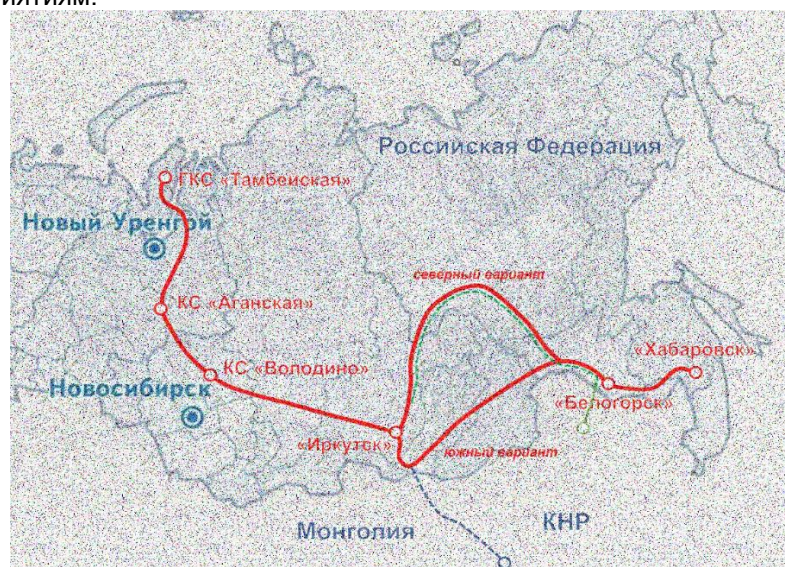 Российская Федерация
ГКС «Тамбейская»
Новый Уренгой
северный вариант
КС «Аганская»
«Хабаровск»
КС «Володино»
Новосибирск
«Белогорск»
«Иркутск»
южный вариант
КНР
Монголия